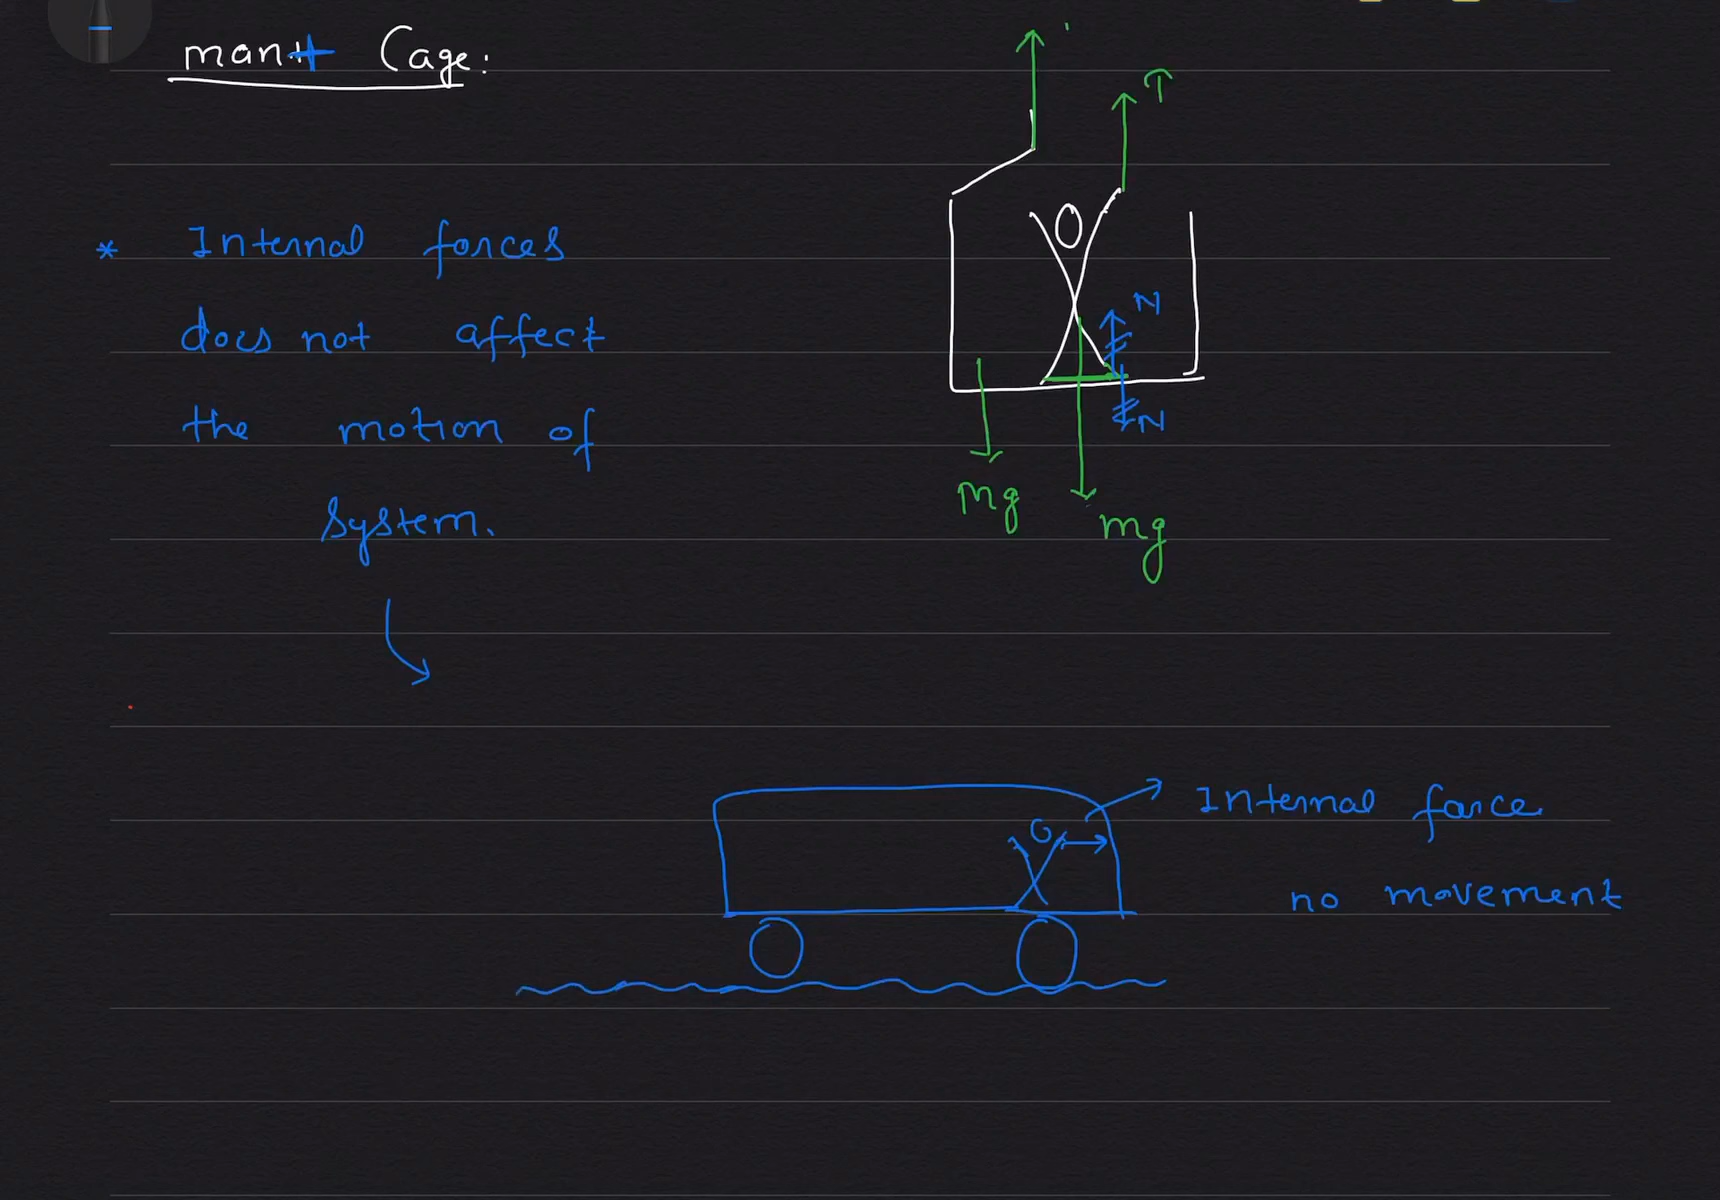 man+ Cage:
T
* Internal forces
does not affect
the motion of
system.
N
N
Mg
mg
Internal force
no movement